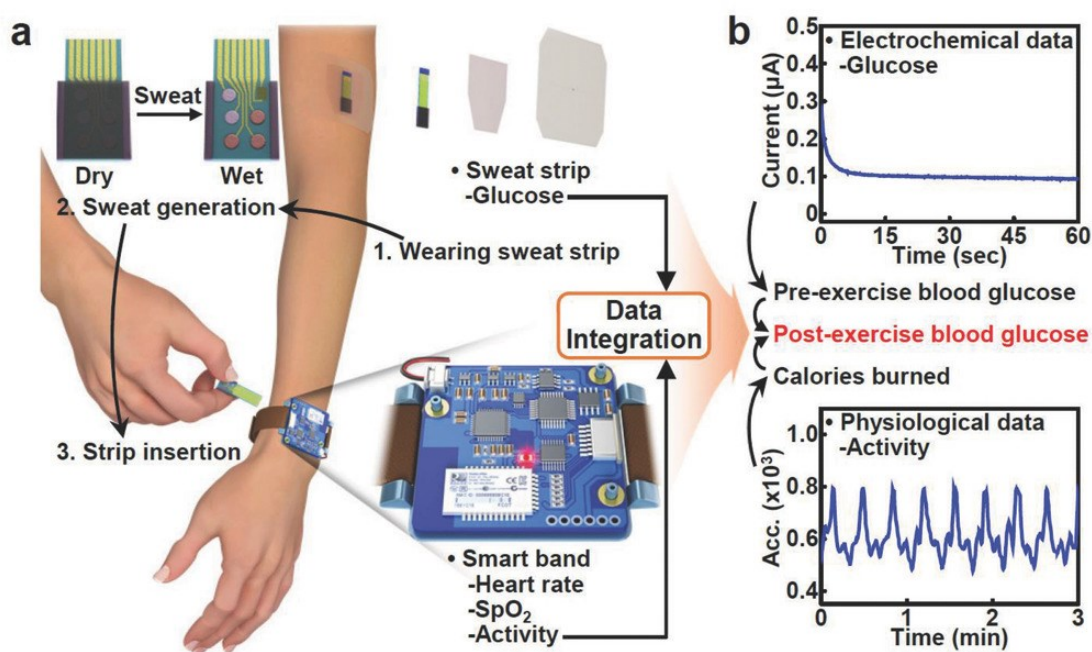 a
Sweat
Dry
Wet
2. Sweat generation
1. Wearing sweat strip
3. Strip insertion
• Sweat strip
-Glucose
Data
Integration
• Smart band
-Heart rate
-SpO₂
-Activity
b
• Electrochemical data
-Glucose
Current (µA)
0.5
0.4
0.3
0.2
0.1
0
0
15
30
45
60
Time (sec)
Pre-exercise blood glucose
Post-exercise blood glucose
Calories burned
• Physiological data
-Activity
Acc. (x10³)
1.0
0.8
0.6
0.4
0
1
2
3
Time (min)